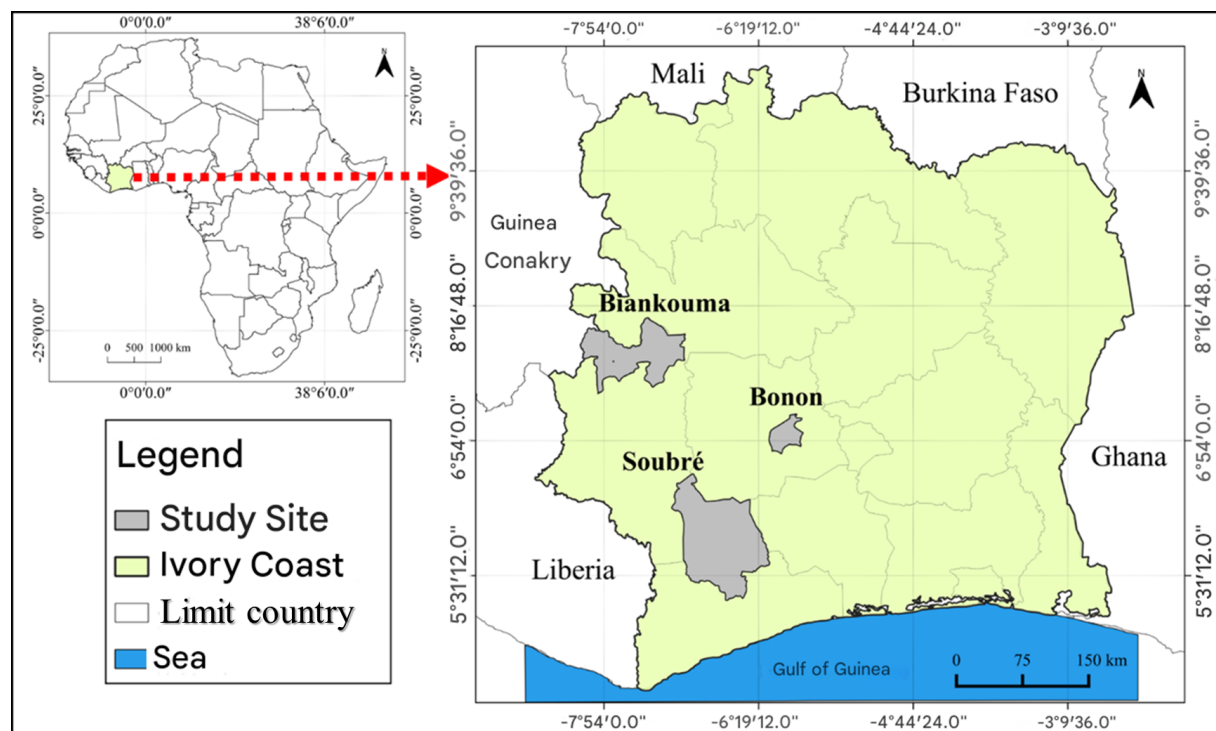 0°0'0.0" 38°6'0.0"
N
25°0'0.0" 25°0'0.0"
0°0'0.0" 0°0'0.0"
-25°0'0.0" -25°0'0.0"
0 500 1000 km
0°0'0.0" 38°6'0.0"
Legend
Study Site
Ivory Coast
Limit country
Sea
-7°54'0.0" -6°19'12.0" -4°44'24.0" -3°9'36.0"
N
Mali
Burkina Faso
9°39'36.0" 9°39'36.0"
Guinea
Conakry
8°16'48.0" 8°16'48.0"
Biankouma
Bonon
6°54'0.0" 6°54'0.0"
Ghana
Soubré
Liberia
5°31'12.0" 5°31'12.0"
Gulf of Guinea
0 75 150 km
-7°54'0.0" -6°19'12.0" -4°44'24.0" -3°9'36.0"